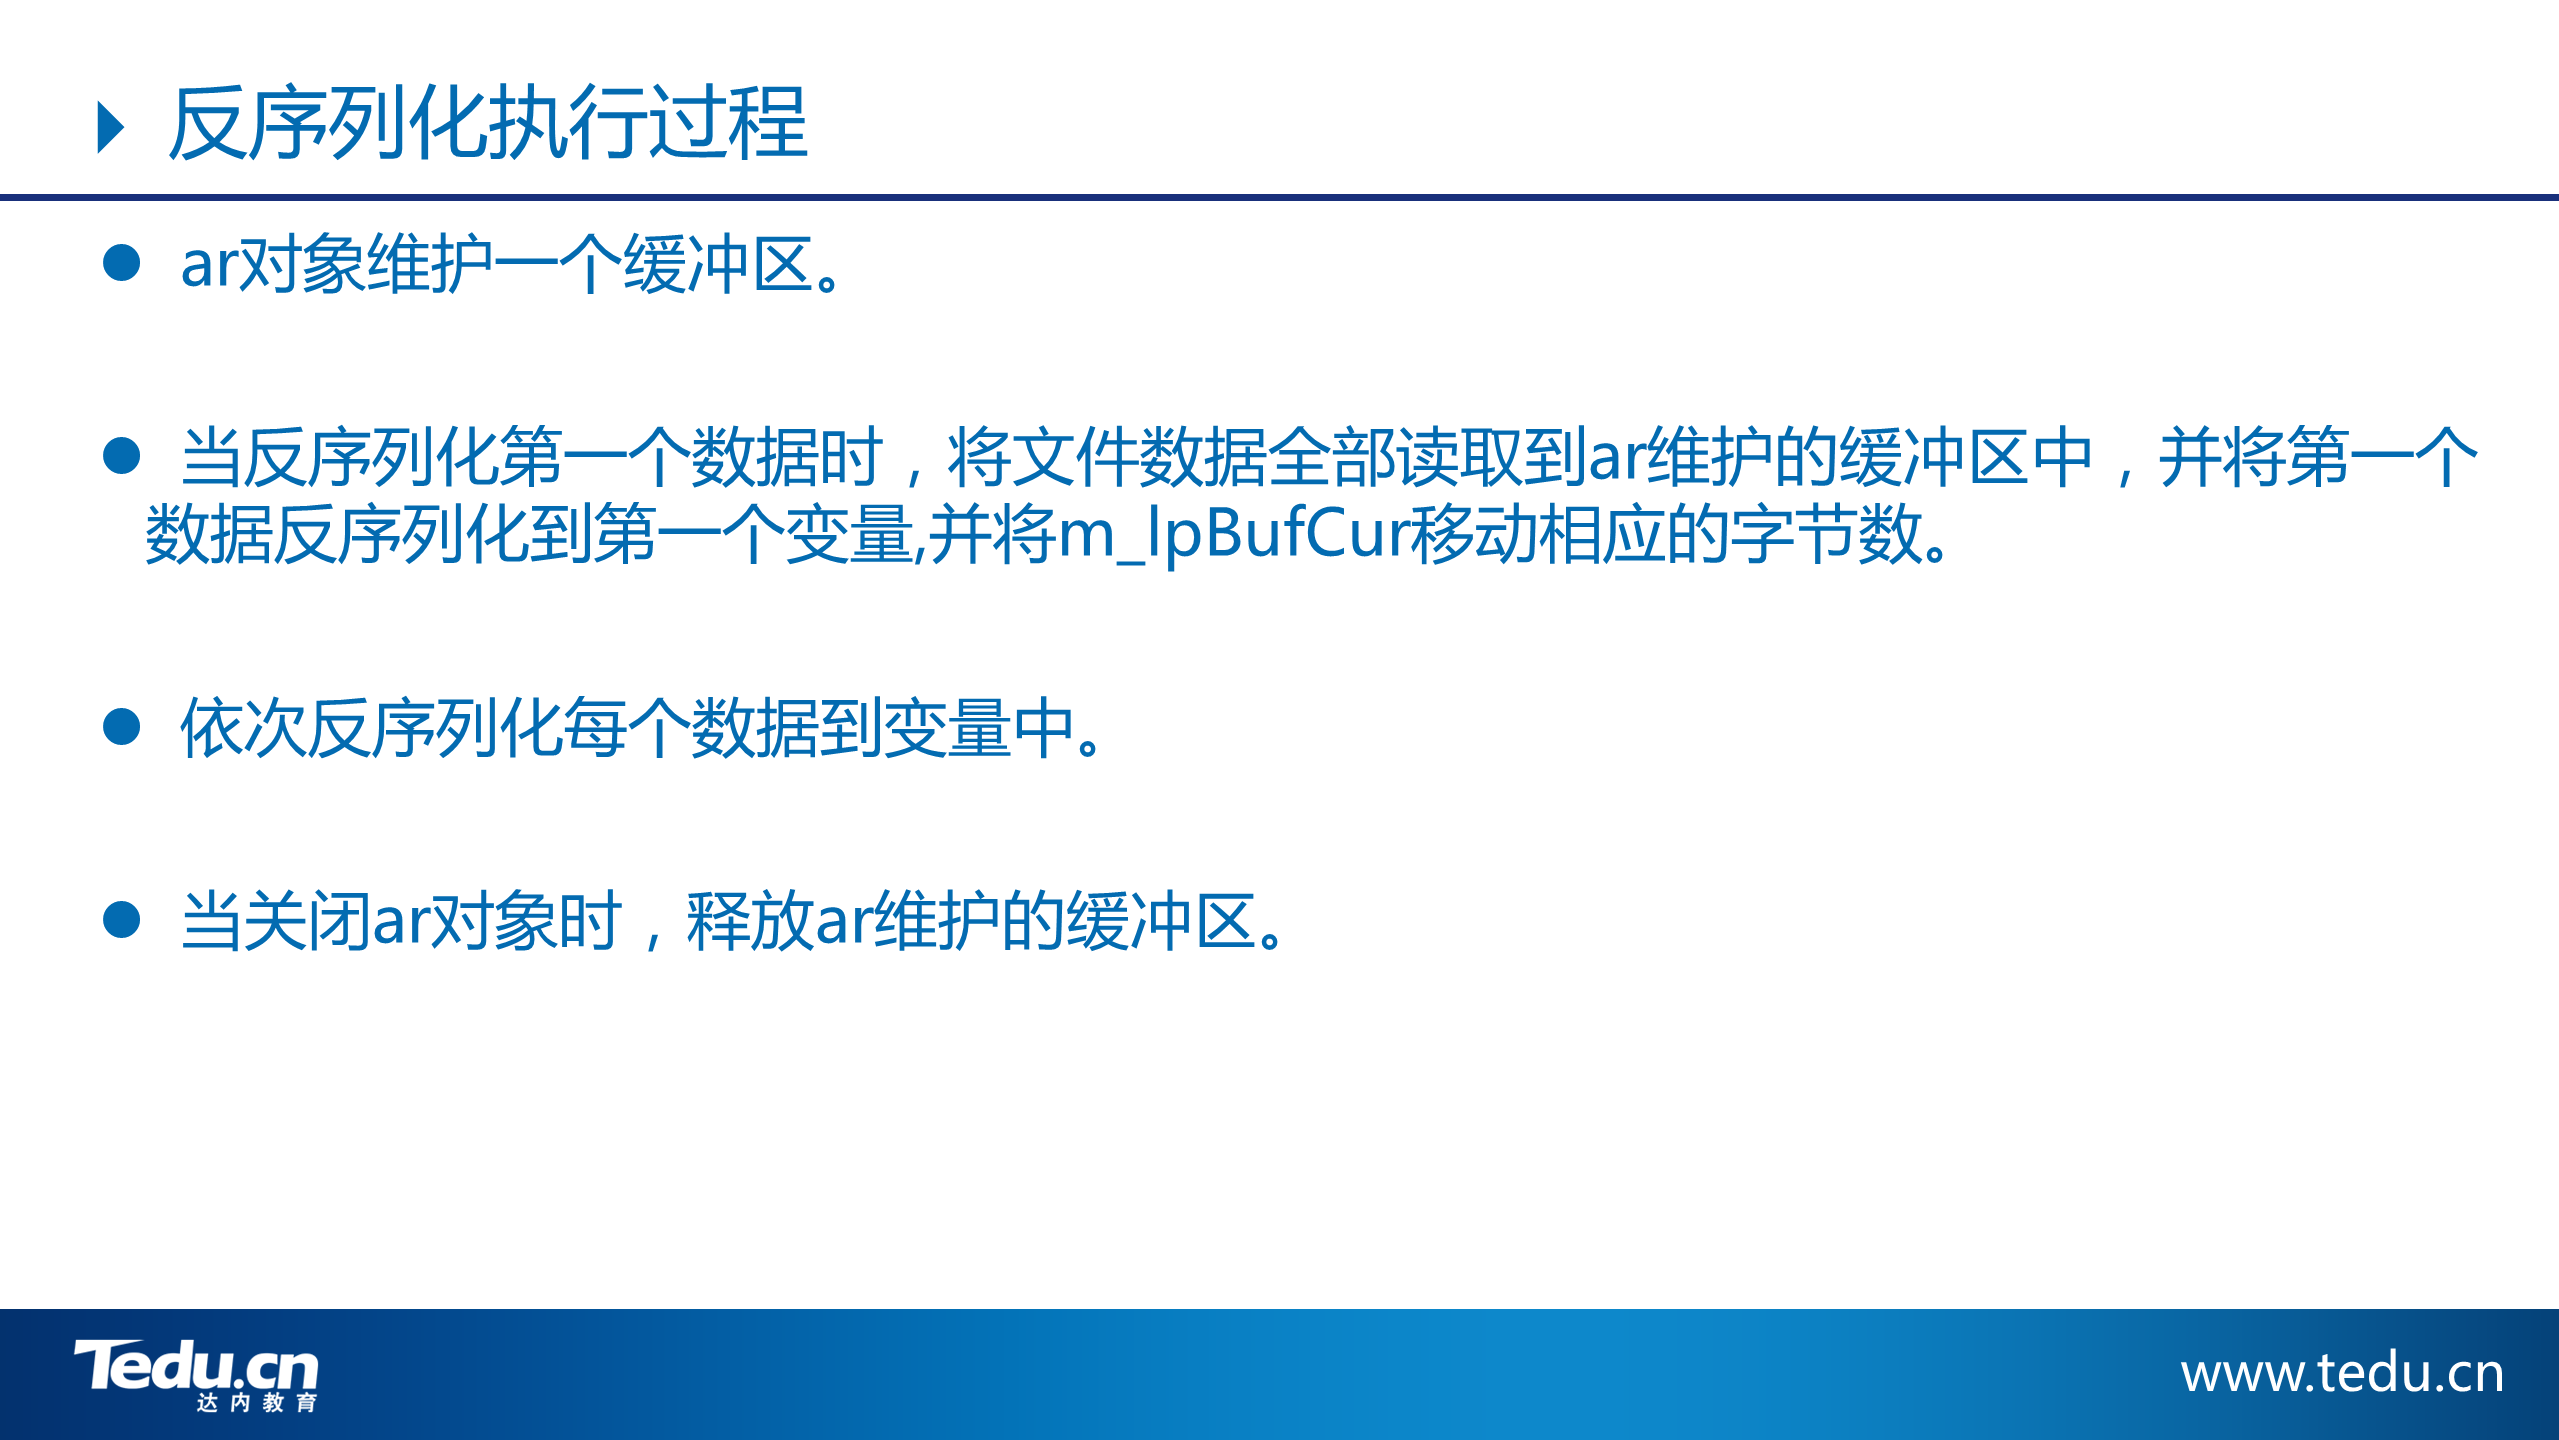 反序列化执行过程
ar对象维护一个缓冲区。
当反序列化第一个数据时，将文件数据全部读取到ar维护的缓冲区中，并将第一个
数据反序列化到第一个变量,并将m_lpBufCur移动相应的字节数。
依次反序列化每个数据到变量中。
当关闭ar对象时，释放ar维护的缓冲区。
Tedu.cn
达内教育
www.tedu.cn